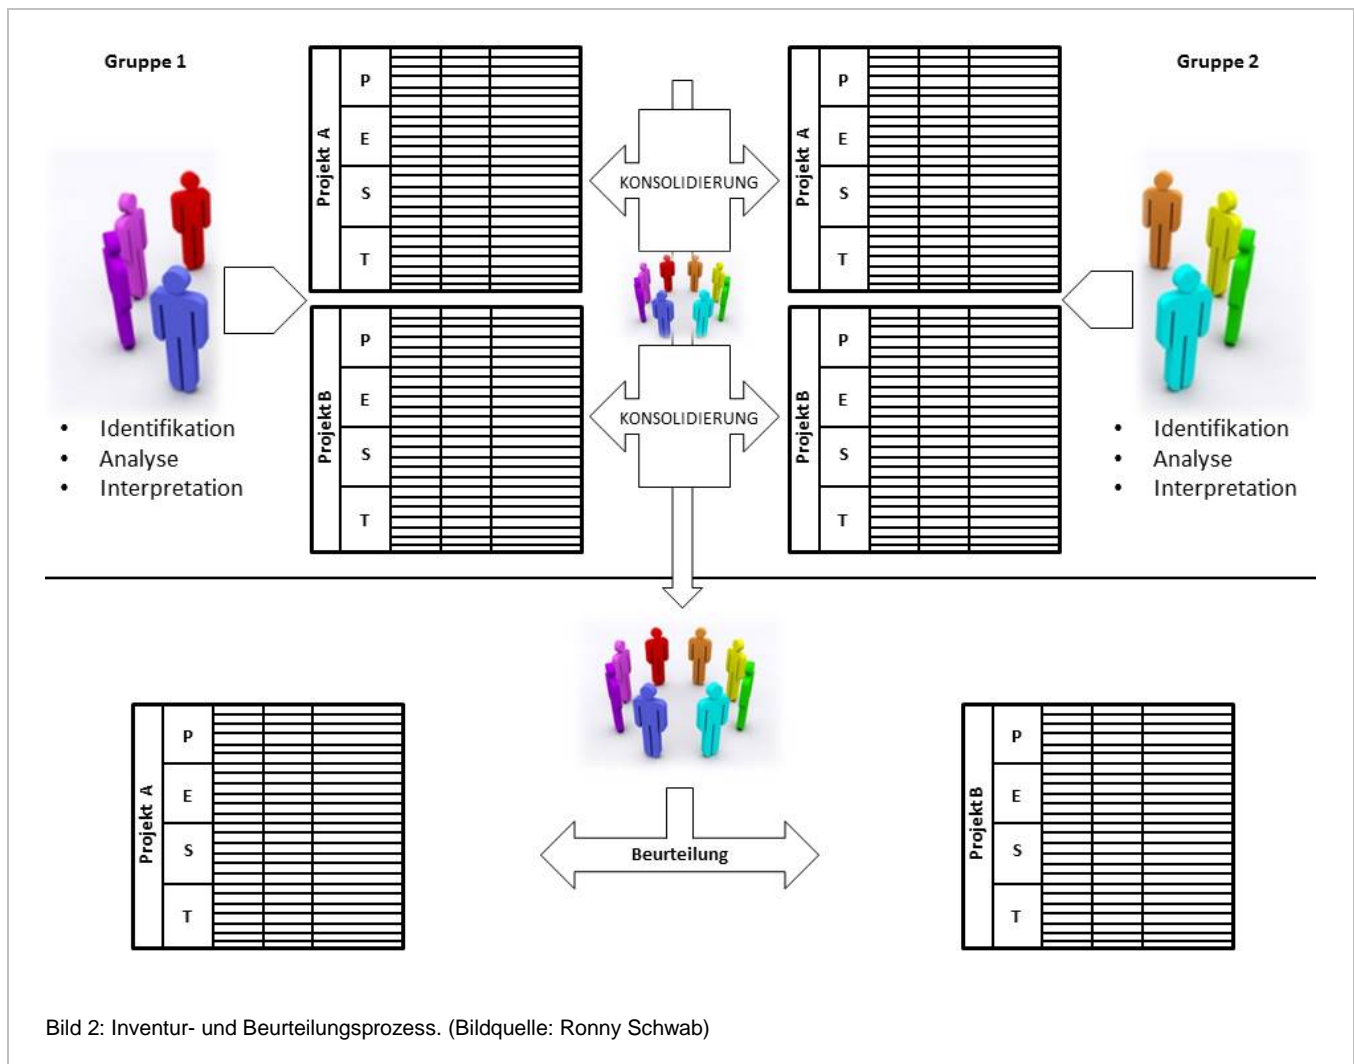 Gruppe 1
Gruppe 2
Projekt A
P
E
S
T
KONSOLIDIERUNG
Projekt A
P
E
S
T
Projekt B
P
E
S
T
KONSOLIDIERUNG
Projekt B
P
E
S
T
• Identifikation
• Analyse
• Interpretation
• Identifikation
• Analyse
• Interpretation
Projekt A
P
E
S
T
Beurteilung
Projekt B
P
E
S
T
Bild 2: Inventur- und Beurteilungsprozess. (Bildquelle: Ronny Schwab)